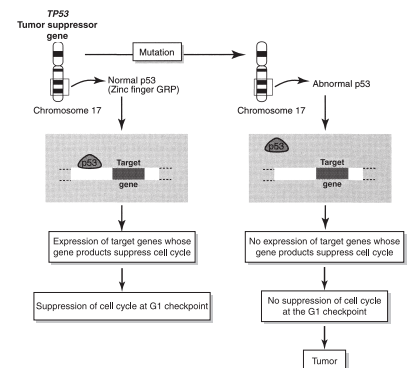 TP53
Tumor suppressor
gene
Mutation
Normal p53
(Zinc finger GRP)
Chromosome 17
Abnormal p53
Chromosome 17
p53
Target
gene
p53
Target
gene
Expression of target genes whose
gene products suppress cell cycle
No expression of target genes whose
gene products suppress cell cycle
Suppression of cell cycle at G1 checkpoint
No suppression of cell cycle
at the G1 checkpoint
Tumor